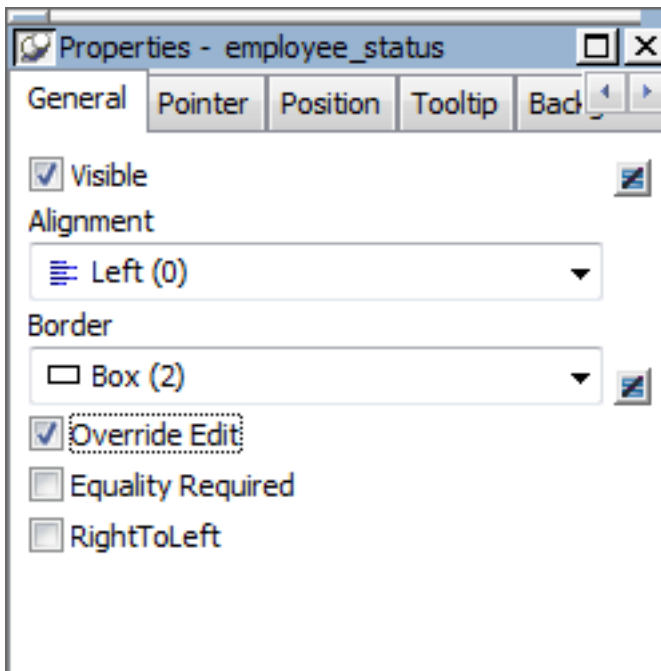 Properties - employee_status
General Pointer Position Tooltip
Visible
Alignment
Left (0)
Border
Box (2)
Override Edit
Equality Required
RightToLeft